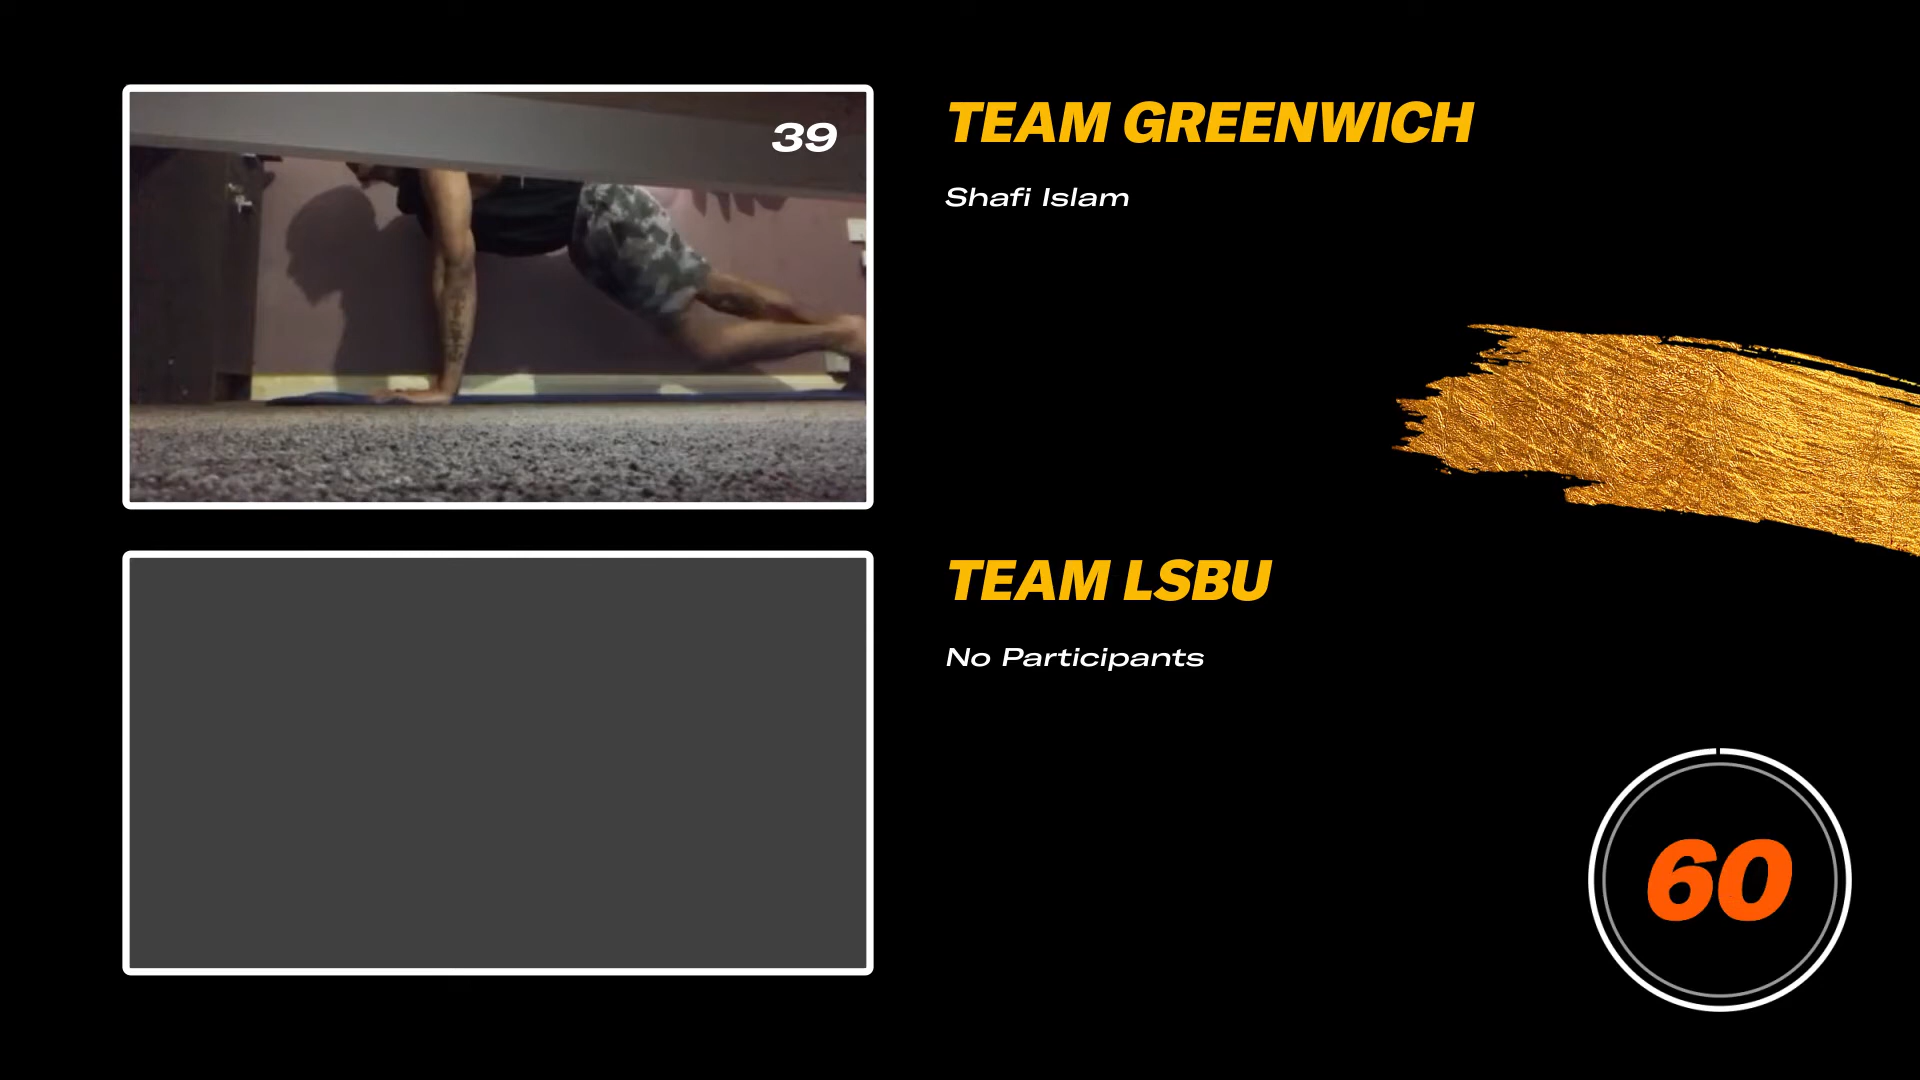 39
TEAM GREENWICH
Shafi Islam
TEAM LSBU
No Participants
60